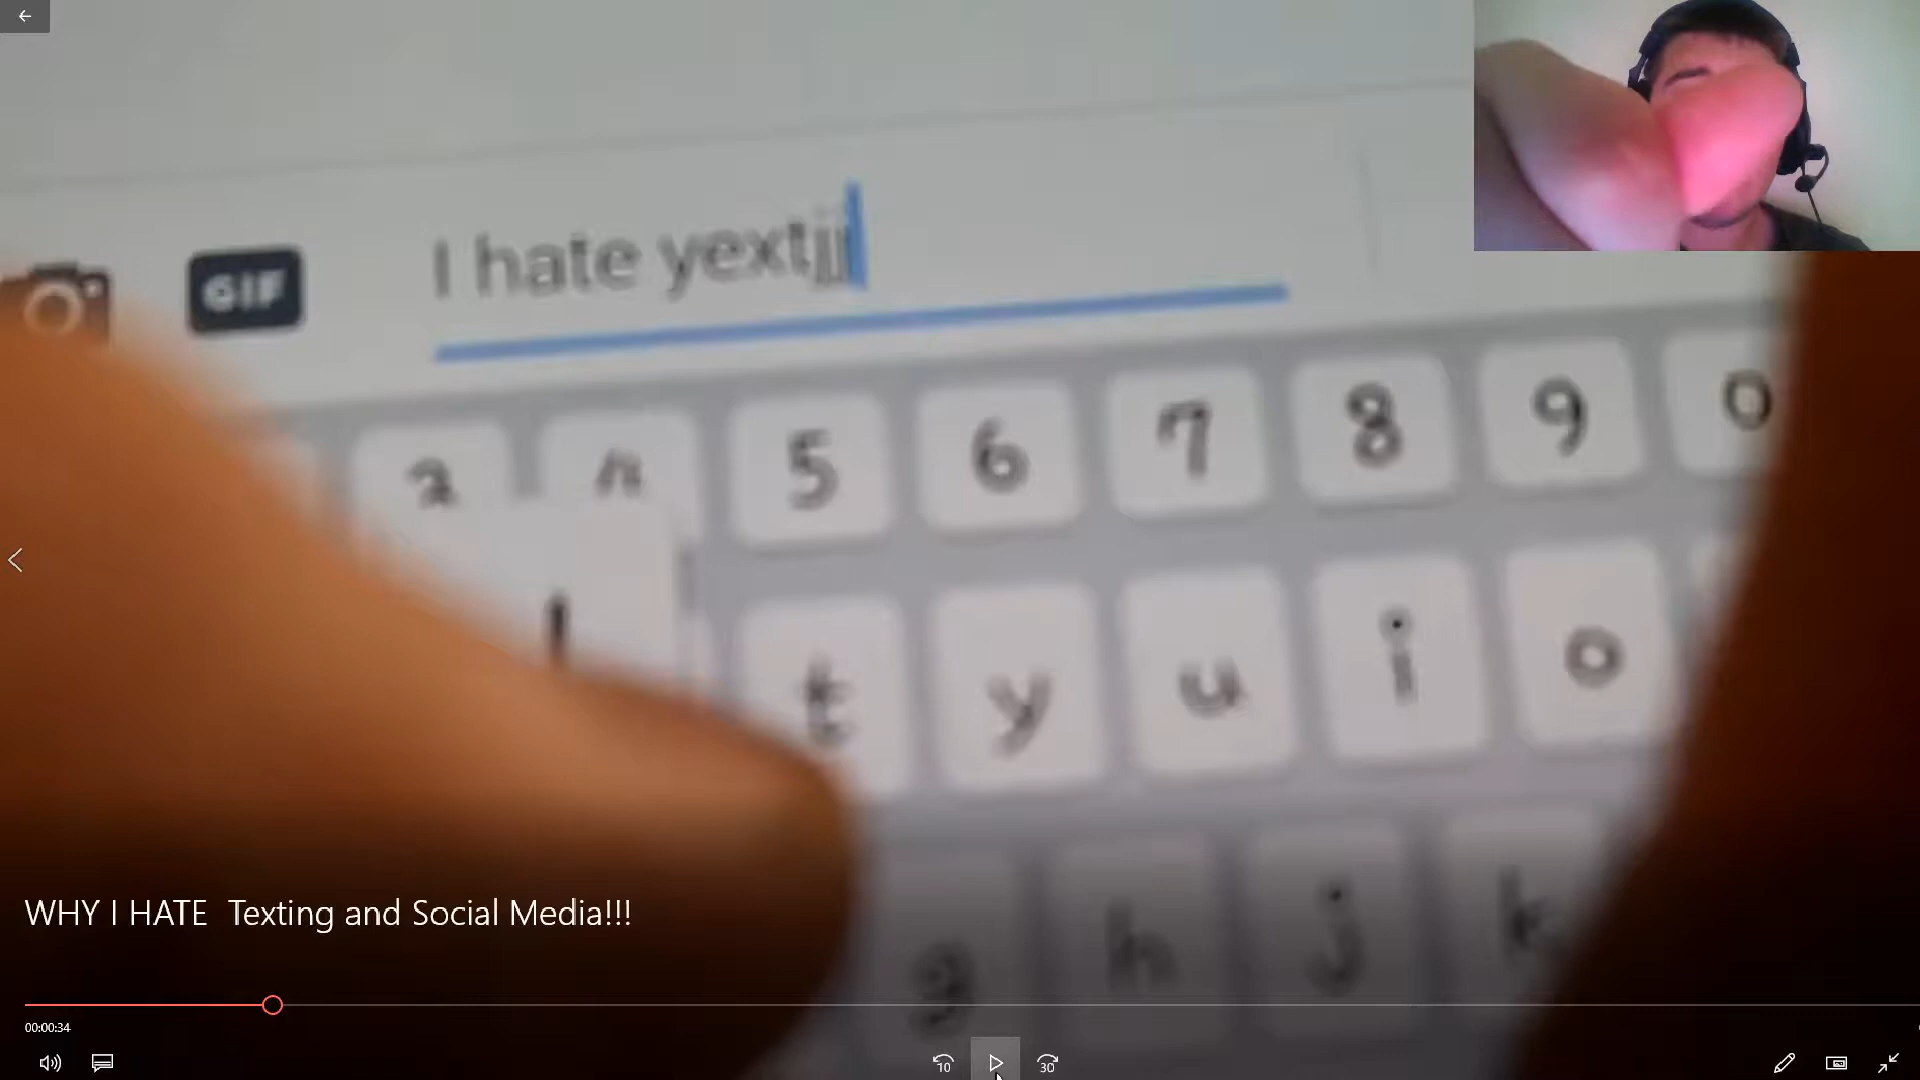 GIF
I hate yextjj
5 6 7 8 9 0
t y u i o
g h j k
WHY I HATE  Texting and Social Media!!!
00:00:34
10
30